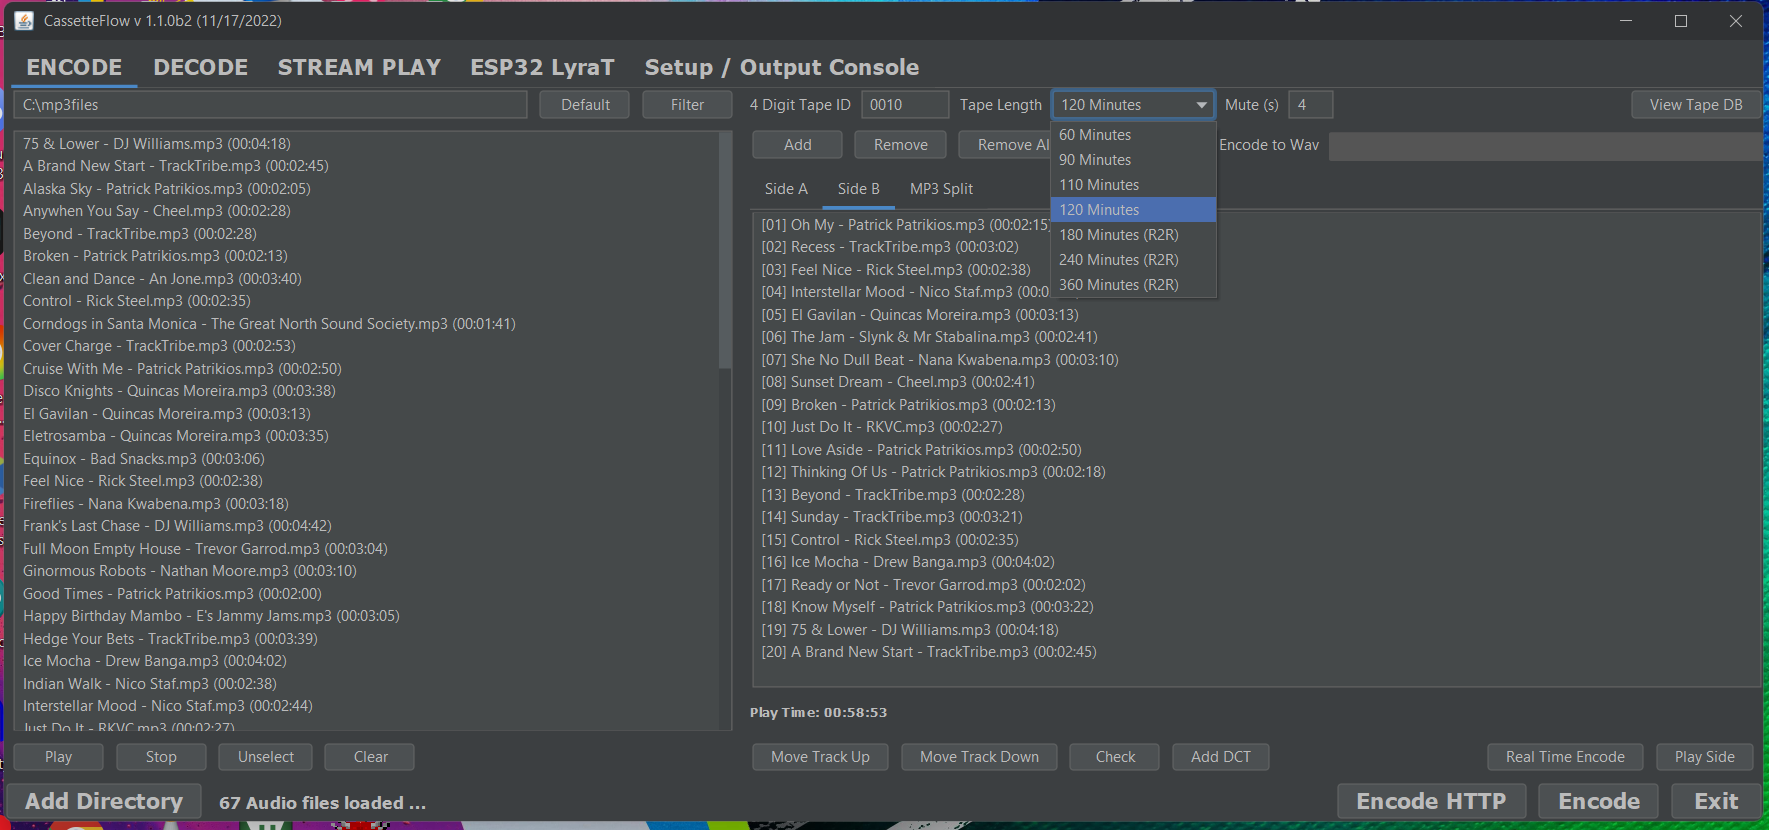 CassetteFlow v 1.1.0b2 (11/17/2022)
ENCODE DECODE STREAM PLAY ESP32 LyraT Setup / Output Console
C:\mp3files Default Filter 4 Digit Tape ID 0010 Tape Length 120 Minutes Mute (s) 4 View Tape DB
60 Minutes
90 Minutes
110 Minutes
120 Minutes
180 Minutes (R2R)
240 Minutes (R2R)
360 Minutes (R2R)
Add Remove Remove Al Encode to Wav
Side A Side B MP3 Split
75 & Lower - DJ Williams.mp3 (00:04:18)
A Brand New Start - TrackTribe.mp3 (00:02:45)
Alaska Sky - Patrick Patrikios.mp3 (00:02:05)
Anywhen You Say - Cheel.mp3 (00:02:28)
Beyond - TrackTribe.mp3 (00:02:28)
Broken - Patrick Patrikios.mp3 (00:02:13)
Clean and Dance - An Jone.mp3 (00:03:40)
Control - Rick Steel.mp3 (00:02:35)
Corndogs in Santa Monica - The Great North Sound Society.mp3 (00:01:41)
Cover Charge - TrackTribe.mp3 (00:02:53)
Cruise With Me - Patrick Patrikios.mp3 (00:02:50)
Disco Knights - Quincas Moreira.mp3 (00:03:38)
El Gavilan - Quincas Moreira.mp3 (00:03:13)
Eletrosamba - Quincas Moreira.mp3 (00:03:35)
Equinox - Bad Snacks.mp3 (00:03:06)
Feel Nice - Rick Steel.mp3 (00:02:38)
Fireflies - Nana Kwabena.mp3 (00:03:18)
Frank's Last Chase - DJ Williams.mp3 (00:04:42)
Full Moon Empty House - Trevor Garrod.mp3 (00:03:04)
Ginormous Robots - Nathan Moore.mp3 (00:03:10)
Good Times - Patrick Patrikios.mp3 (00:02:00)
Happy Birthday Mambo - E's Jammy Jams.mp3 (00:03:05)
Hedge Your Bets - TrackTribe.mp3 (00:03:39)
Ice Mocha - Drew Banga.mp3 (00:04:02)
Indian Walk - Nico Staf.mp3 (00:02:38)
Interstellar Mood - Nico Staf.mp3 (00:02:44)
Just Do It - RKVC.mp3 (00:02:27)
[01] Oh My - Patrick Patrikios.mp3 (00:02:15)
[02] Recess - TrackTribe.mp3 (00:03:02)
[03] Feel Nice - Rick Steel.mp3 (00:02:38)
[04] Interstellar Mood - Nico Staf.mp3 (00:0
[05] El Gavilan - Quincas Moreira.mp3 (00:03:13)
[06] The Jam - Slynk & Mr Stabalina.mp3 (00:02:41)
[07] She No Dull Beat - Nana Kwabena.mp3 (00:03:10)
[08] Sunset Dream - Cheel.mp3 (00:02:41)
[09] Broken - Patrick Patrikios.mp3 (00:02:13)
[10] Just Do It - RKVC.mp3 (00:02:27)
[11] Love Aside - Patrick Patrikios.mp3 (00:02:50)
[12] Thinking Of Us - Patrick Patrikios.mp3 (00:02:18)
[13] Beyond - TrackTribe.mp3 (00:02:28)
[14] Sunday - TrackTribe.mp3 (00:03:21)
[15] Control - Rick Steel.mp3 (00:02:35)
[16] Ice Mocha - Drew Banga.mp3 (00:04:02)
[17] Ready or Not - Trevor Garrod.mp3 (00:02:02)
[18] Know Myself - Patrick Patrikios.mp3 (00:03:22)
[19] 75 & Lower - DJ Williams.mp3 (00:04:18)
[20] A Brand New Start - TrackTribe.mp3 (00:02:45)
Play Time: 00:58:53
Play Stop Unselect Clear Move Track Up Move Track Down Check Add DCT Real Time Encode Play Side
Add Directory 67 Audio files loaded ... Encode HTTP Encode Exit